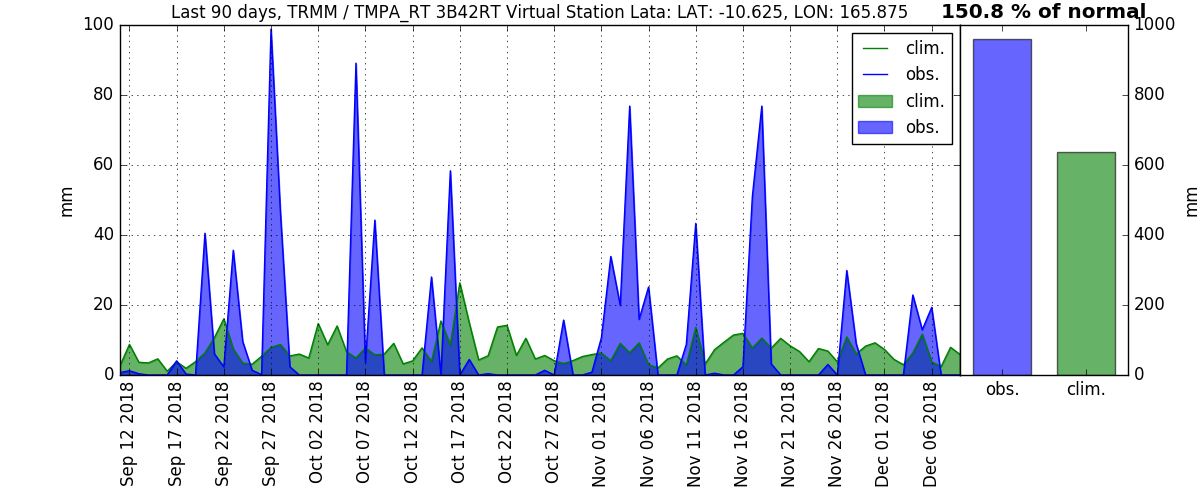 Last 90 days, TRMM / TMPA_RT 3B42RT Virtual Station Lata: LAT: -10.625, LON: 165.875
150.8 % of normal
mm
100
80
60
40
20
0
clim.
obs.
clim.
obs.
Sep 12 2018
Sep 17 2018
Sep 22 2018
Sep 27 2018
Oct 02 2018
Oct 07 2018
Oct 12 2018
Oct 17 2018
Oct 22 2018
Oct 27 2018
Nov 01 2018
Nov 06 2018
Nov 11 2018
Nov 16 2018
Nov 21 2018
Nov 26 2018
Dec 01 2018
Dec 06 2018
1000
800
600
400
200
0
mm
obs.
clim.